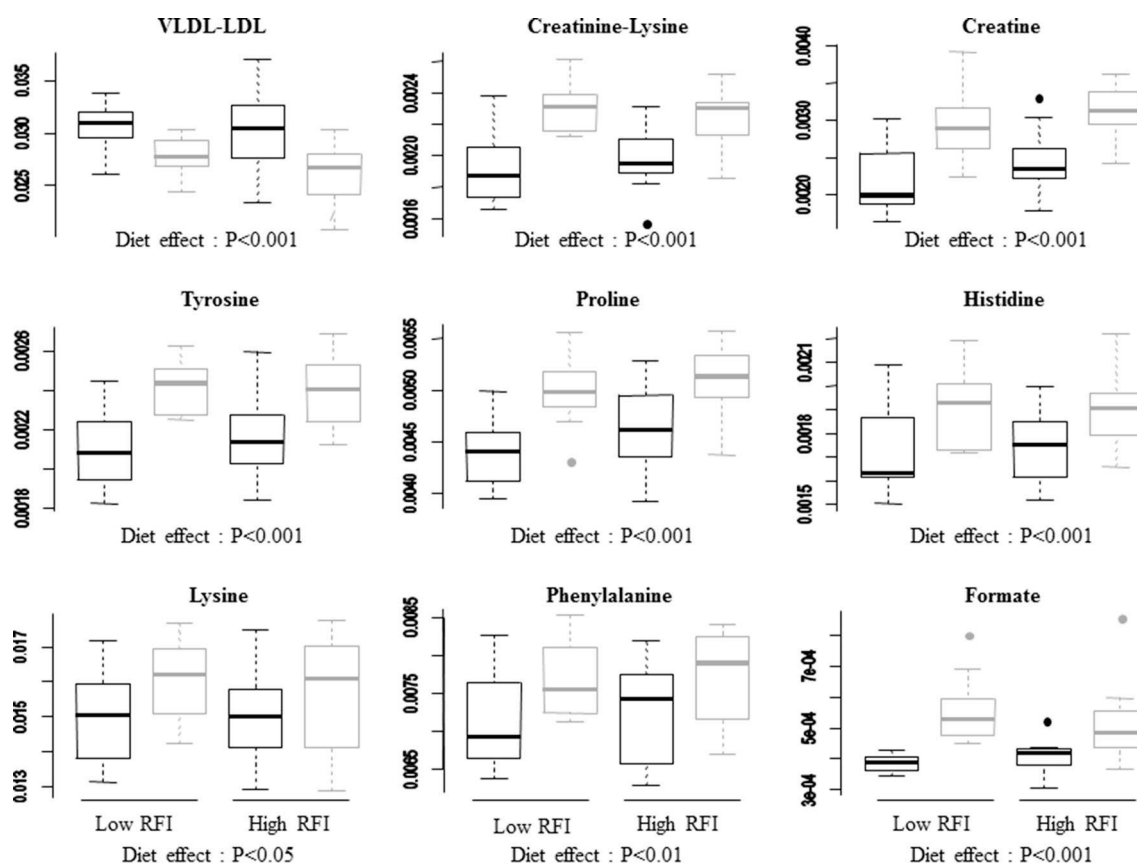 VLDL-LDL
Creatinine-Lysine
Creatine
0.035
0.030
0.025
0.0024
0.0020
0.0016
0.0040
0.0030
0.0020
Diet effect : P<0.001
Diet effect : P<0.001
Diet effect : P<0.001
Tyrosine
Proline
Histidine
0.0026
0.0022
0.0018
0.0055
0.0050
0.0045
0.0040
0.0021
0.0018
0.0015
Diet effect : P<0.001
Diet effect : P<0.001
Diet effect : P<0.001
Lysine
Phenylalanine
Formate
0.017
0.015
0.013
0.0085
0.0075
0.0065
7e-04
5e-04
3e-04
Low RFI
High RFI
Low RFI
High RFI
Low RFI
High RFI
Diet effect : P<0.05
Diet effect : P<0.01
Diet effect : P<0.001